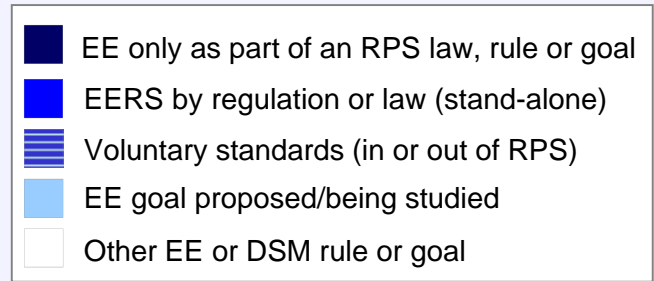 EE only as part of an RPS law, rule or goal
EERS by regulation or law (stand-alone)
Voluntary standards (in or out of RPS)
EE goal proposed/being studied
Other EE or DSM rule or goal